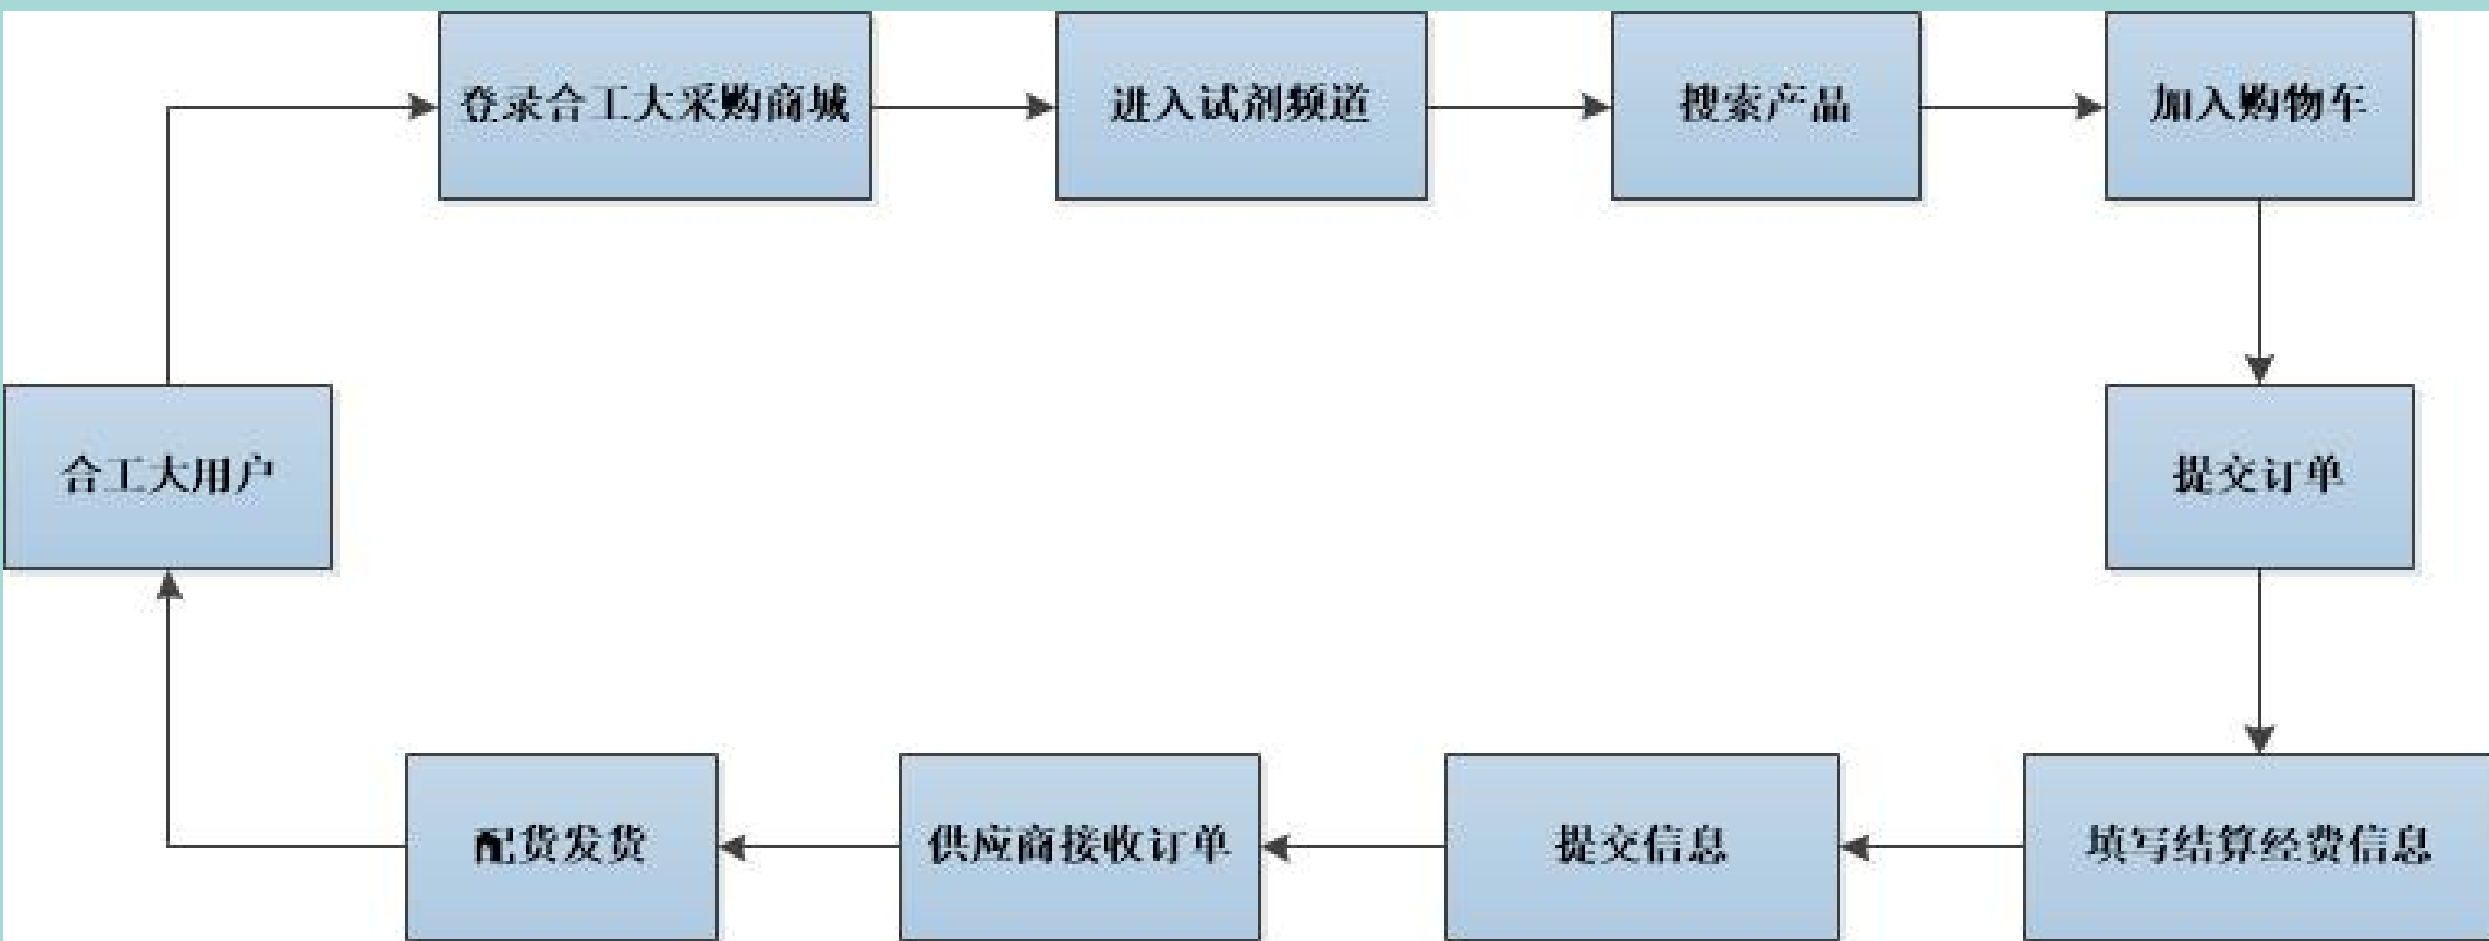 登录合工大采购商城
进入试剂频道
搜索产品
加入购物车
合工大用户
提交订单
配货发货
供应商接收订单
提交信息
填写结算经费信息